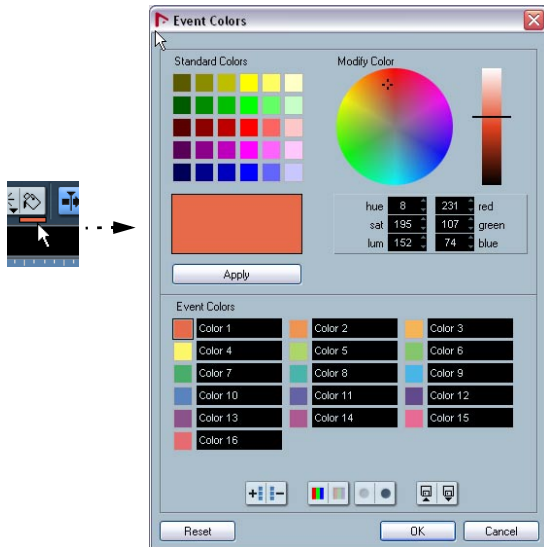 Event Colors
Standard Colors
Modify Color
hue 8 231 red
sat 195 107 green
lum 152 74 blue
Apply
Event Colors
Color 1
Color 2
Color 3
Color 4
Color 5
Color 6
Color 7
Color 8
Color 9
Color 10
Color 11
Color 12
Color 13
Color 14
Color 15
Color 16
Reset
OK
Cancel